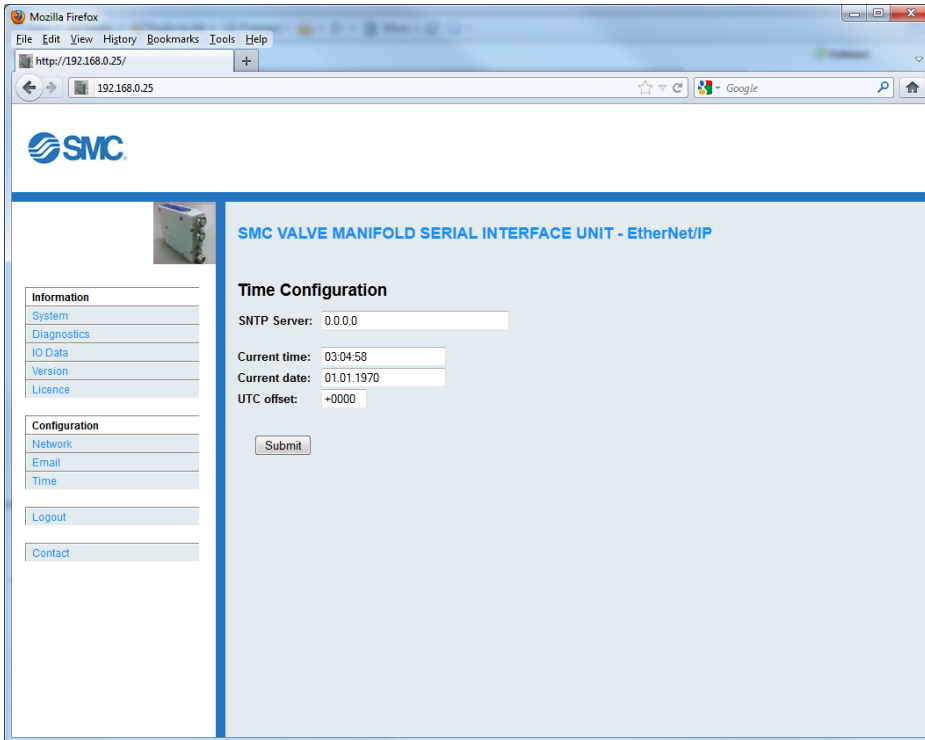 Mozilla Firefox
File Edit View History Bookmarks Tools Help
http://192.168.0.25/ +
192.168.0.25 Google
SMC
SMC VALVE MANIFOLD SERIAL INTERFACE UNIT - EtherNet/IP
Information
System
Diagnostics
IO Data
Version
Licence
Configuration
Network
Email
Time
Logout
Contact
Time Configuration
SNTP Server: 0.0.0.0
Current time: 03:04:58
Current date: 01.01.1970
UTC offset: +0000
Submit